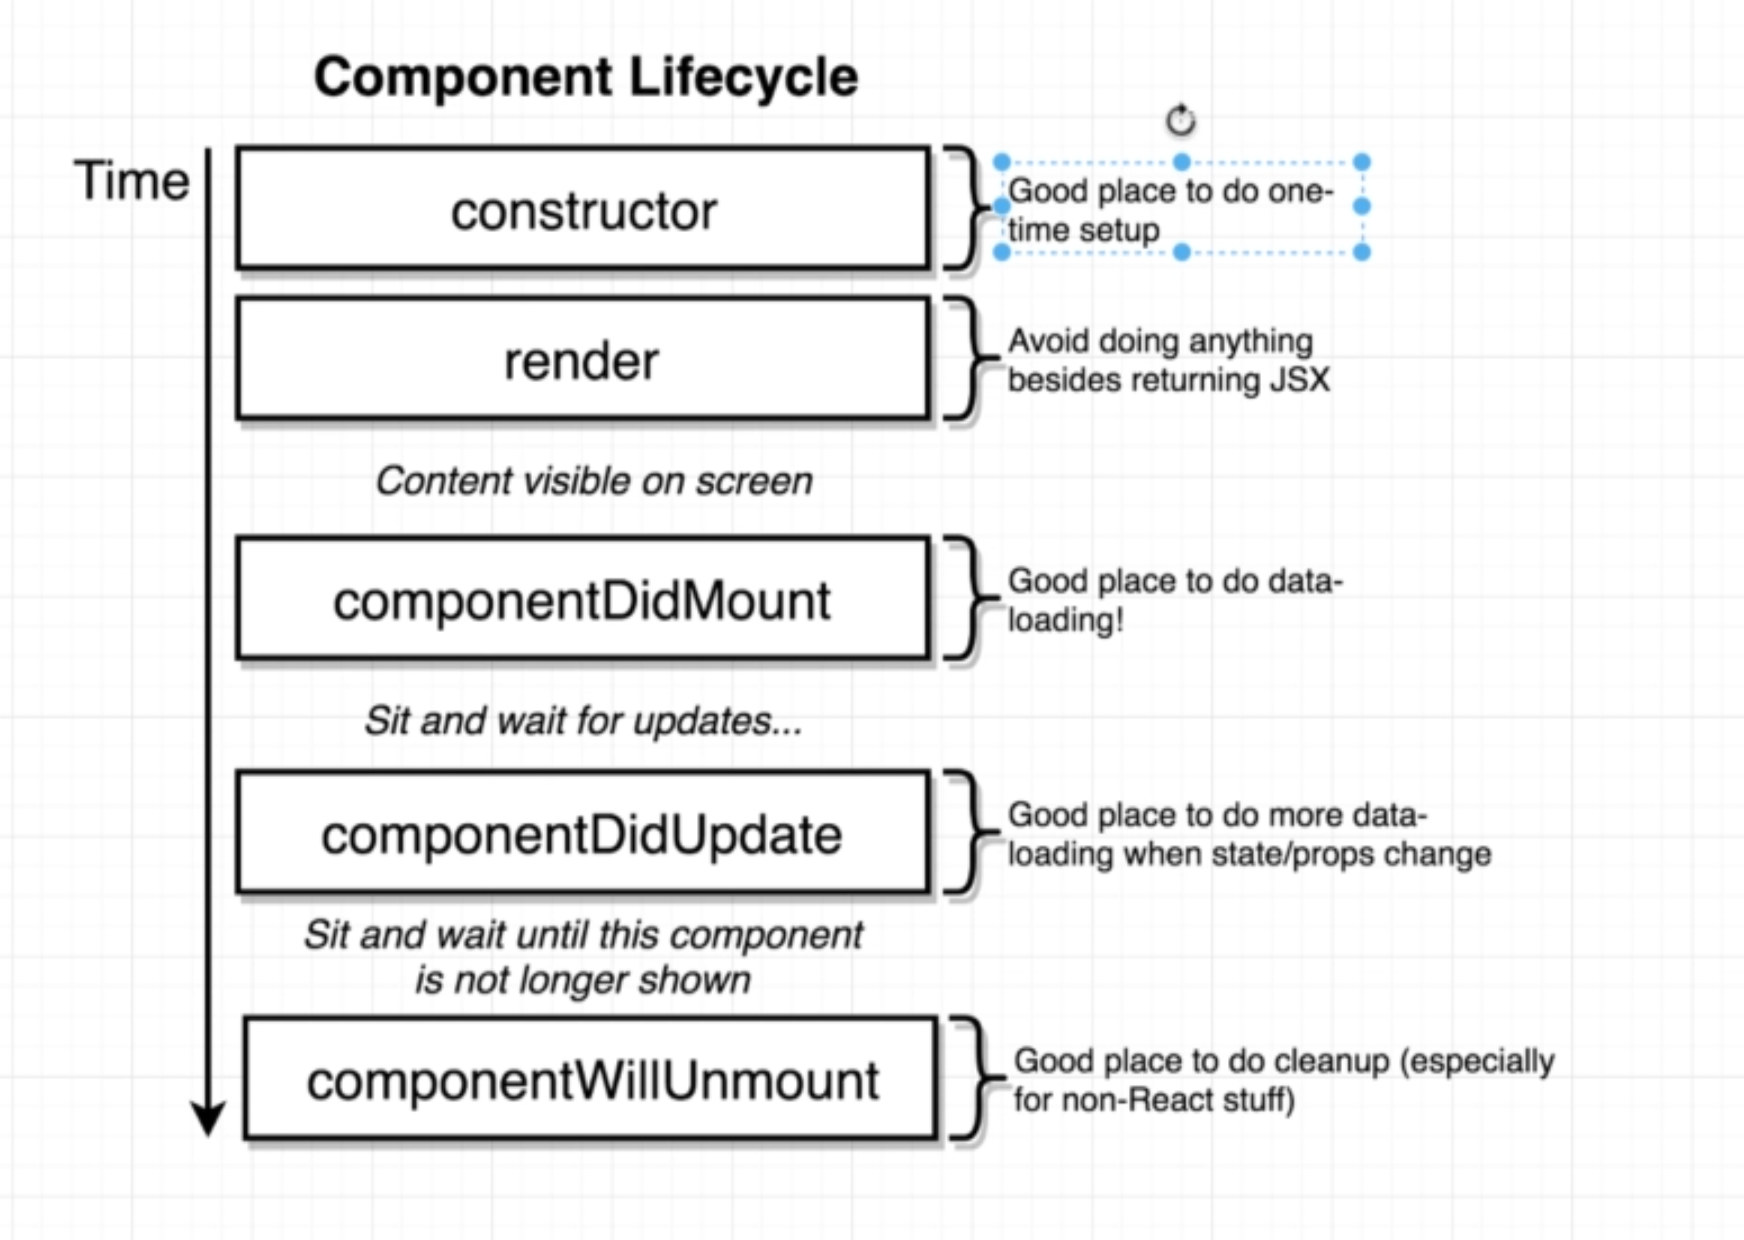 Component Lifecycle
Time
constructor
Good place to do one-
time setup
render
Avoid doing anything
besides returning JSX
Content visible on screen
componentDidMount
Good place to do data-
loading!
Sit and wait for updates...
componentDidUpdate
Good place to do more data-
loading when state/props change
Sit and wait until this component
is not longer shown
componentWillUnmount
Good place to do cleanup (especially
for non-React stuff)